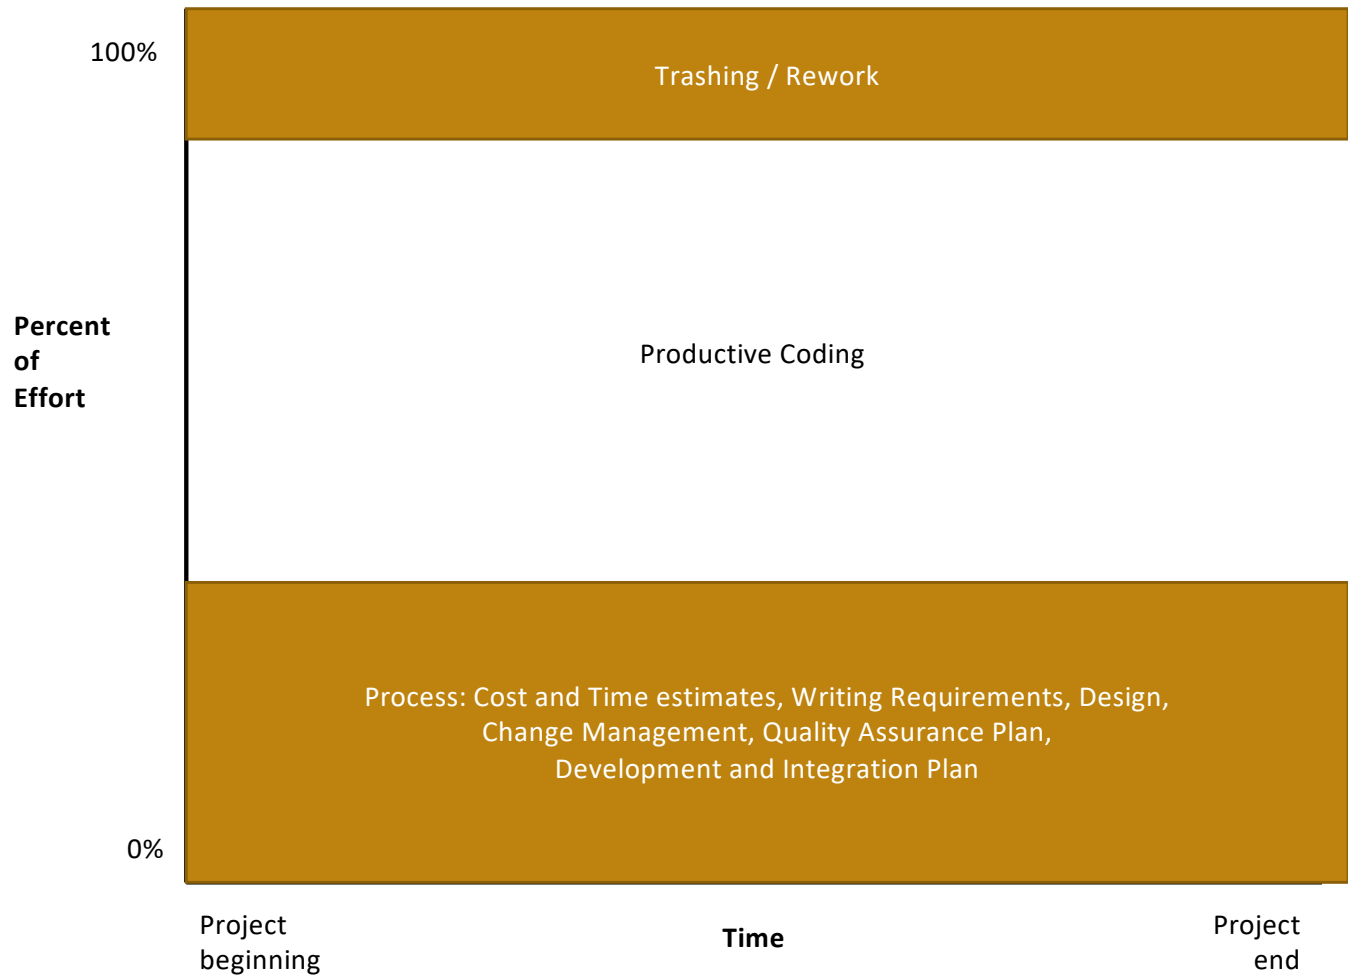 100%
Trashing / Rework
Percent
of
Effort
Productive Coding
Process: Cost and Time estimates, Writing Requirements, Design,
Change Management, Quality Assurance Plan,
Development and Integration Plan
0%
Project
beginning
Time
Project
end